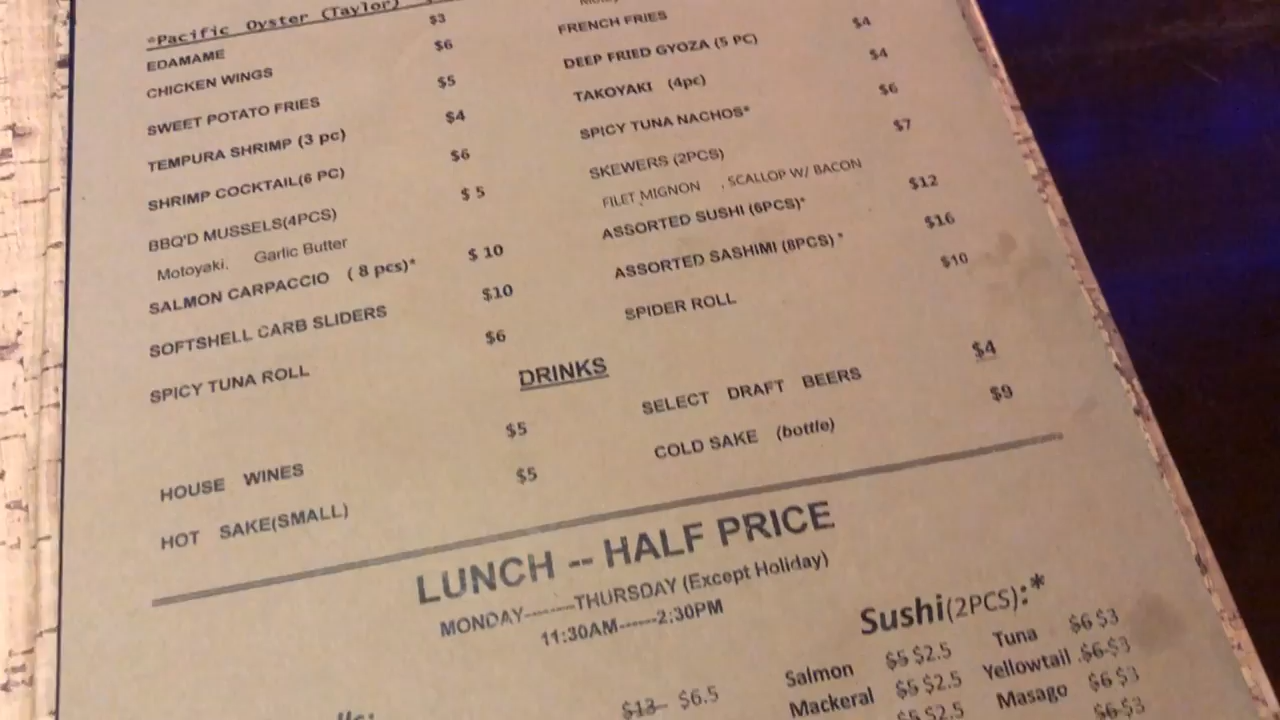 *Pacific Oyster (Taylor)
EDAMAME $3
CHICKEN WINGS $6 FRENCH FRIES
SWEET POTATO FRIES $5 DEEP FRIED GYOZA (5 PC) $4
TEMPURA SHRIMP (3 pc) $4 TAKOYAKI (4pc) $4
SHRIMP COCKTAIL(6 PC) $6 SPICY TUNA NACHOS* $6
BBQ'D MUSSELS(4PCS) $ 5 SKEWERS (2PCS) $7
Motoyaki, Garlic Butter FILET MIGNON , SCALLOP W/ BACON
SALMON CARPACCIO ( 8 pcs)* $ 10 ASSORTED SUSHI (6PCS)* $12
SOFTSHELL CARB SLIDERS $10 ASSORTED SASHIMI (8PCS) * $16
SPICY TUNA ROLL $6 SPIDER ROLL $10
DRINKS
HOUSE WINES $5 SELECT DRAFT BEERS $4
HOT SAKE(SMALL) $5 COLD SAKE (bottle) $9
LUNCH -- HALF PRICE
MONDAY--------THURSDAY (Except Holiday)
11:30AM------2:30PM
Sushi(2PCS):*
Salmon $5 $2.5 Tuna $6 $3
$13 $6.5 Mackeral $5 $2.5 Yellowtail $6 $3
$5 $2.5 Masago $6 $3
$6 $3